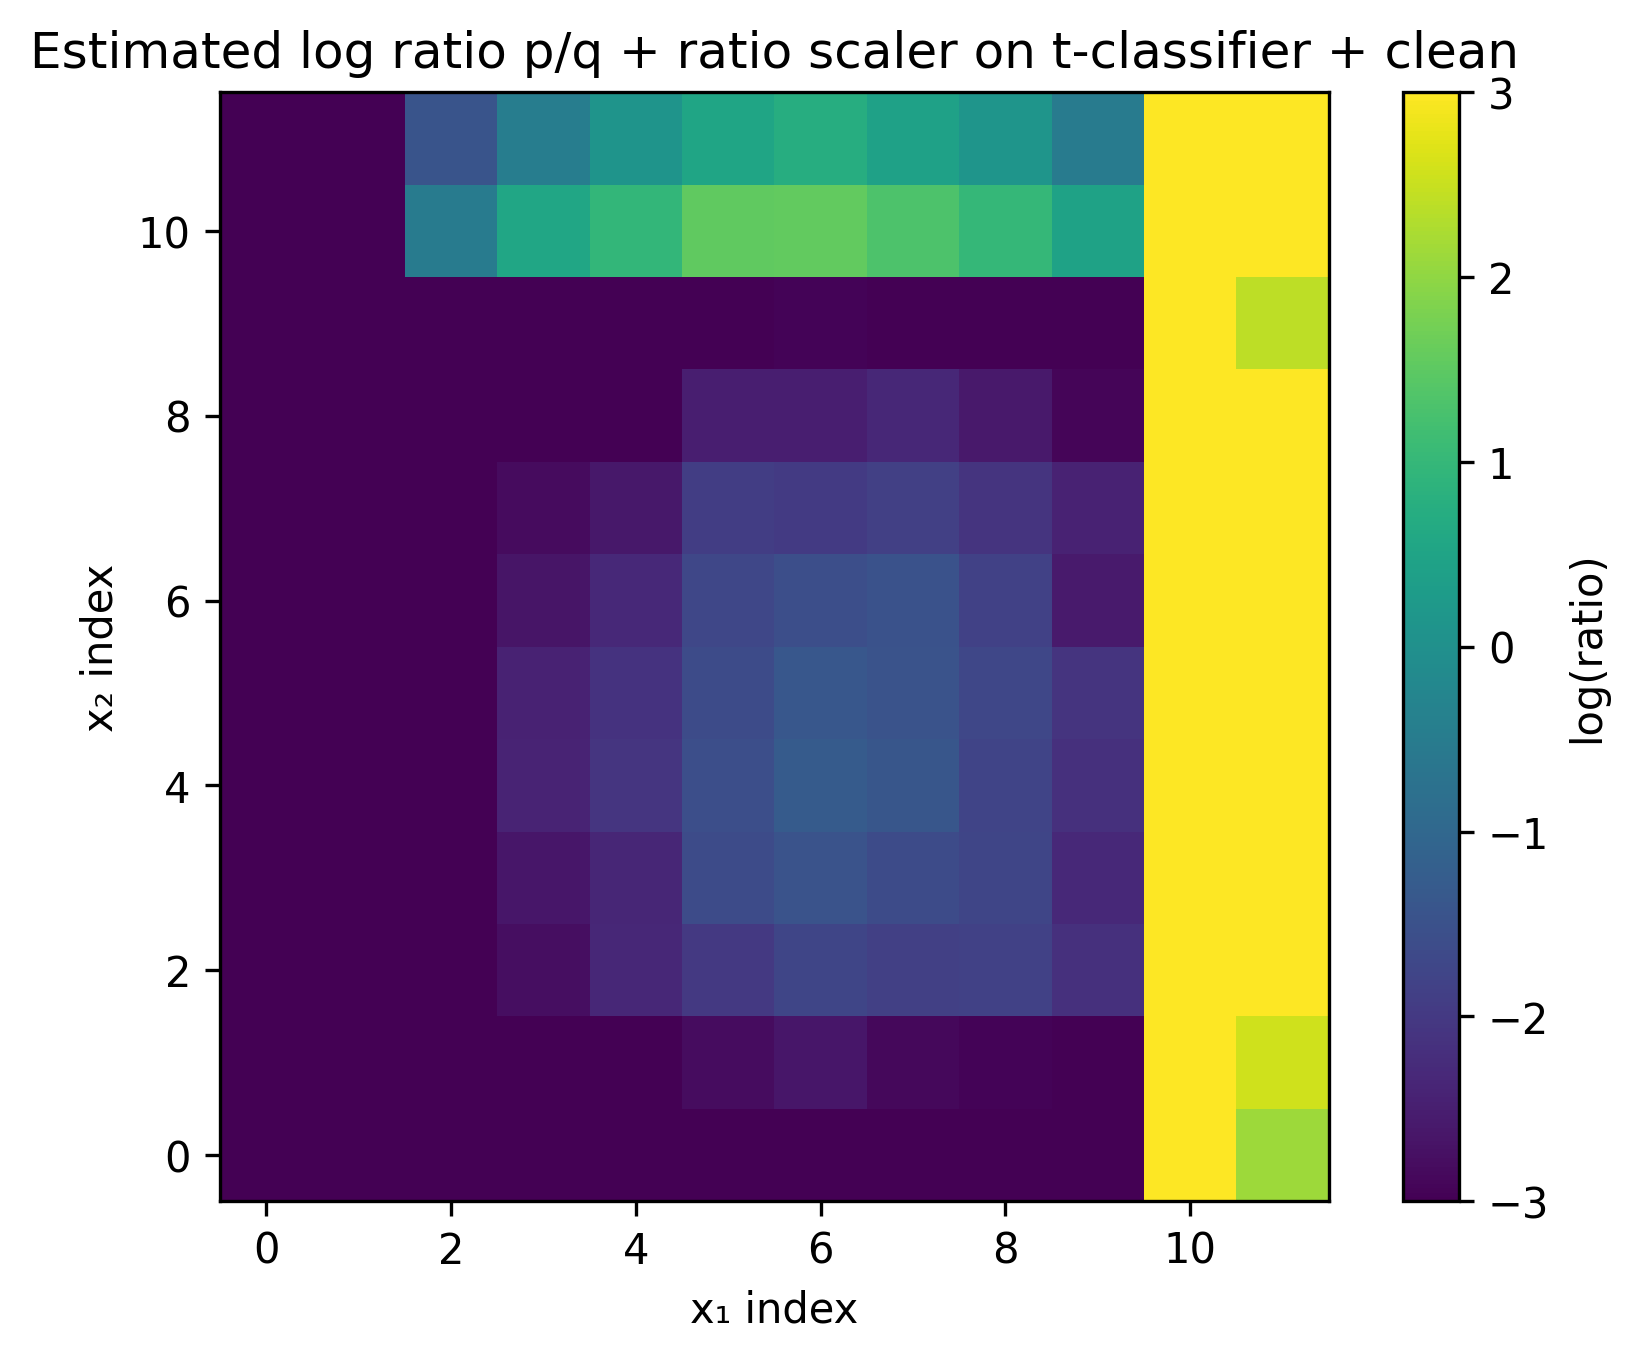 Estimated log ratio p/q + ratio scaler on t-classifier + clean
10
8
6
4
2
0
x₂ index
0 2 4 6 8 10
x₁ index
3
2
1
0
−1
−2
−3
log(ratio)